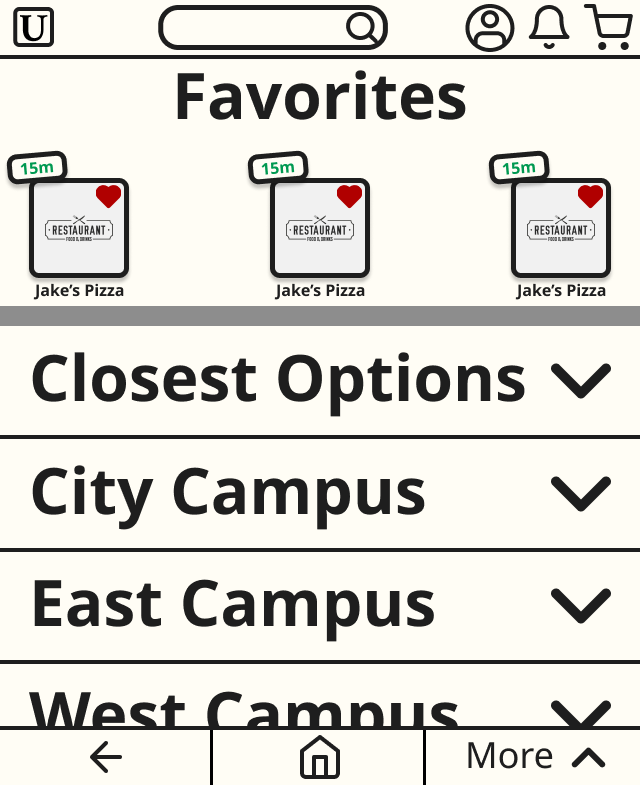 U
Favorites
15m 15m 15m
RESTAURANT RESTAURANT RESTAURANT
FOOD & DRINKS FOOD & DRINKS FOOD & DRINKS
Jake's Pizza Jake's Pizza Jake's Pizza
Closest Options
City Campus
East Campus
West Campus
More